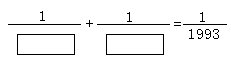 1/□ + 1/□ = 1/1993